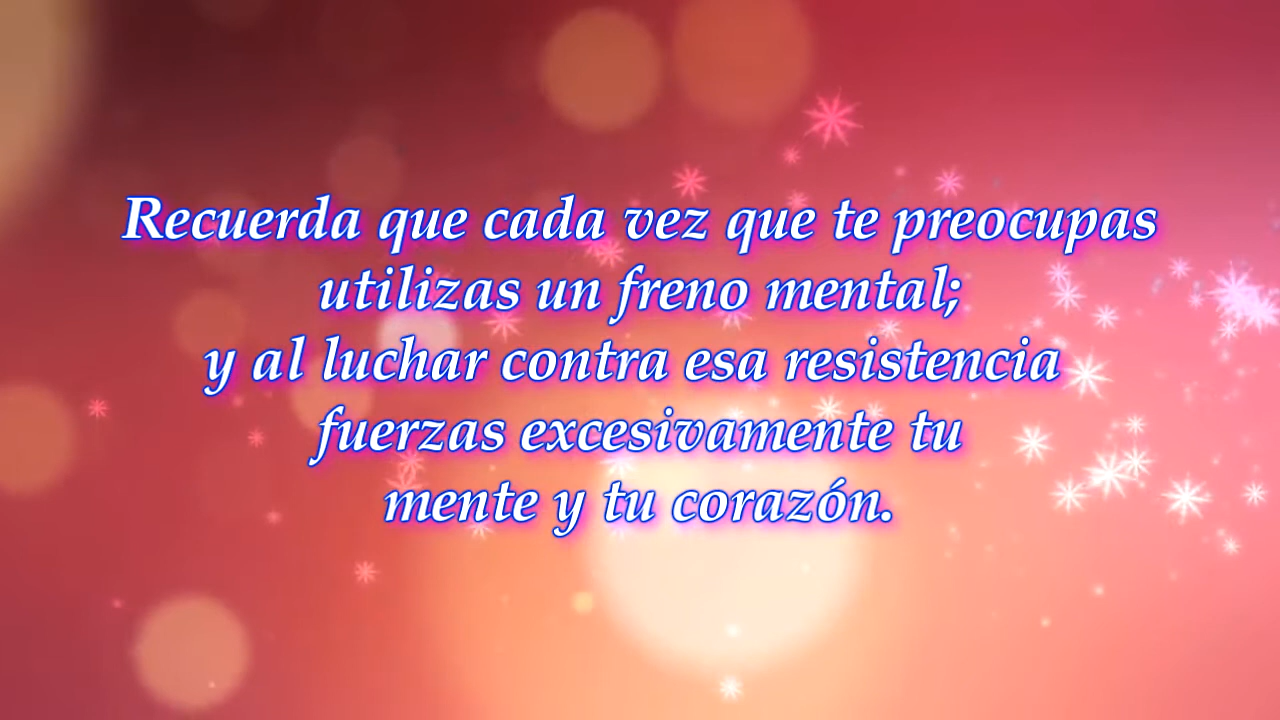 Recuerda que cada vez que te preocupas
utilizas un freno mental;
y al luchar contra esa resistencia
fuerzas excesivamente tu
mente y tu corazón.